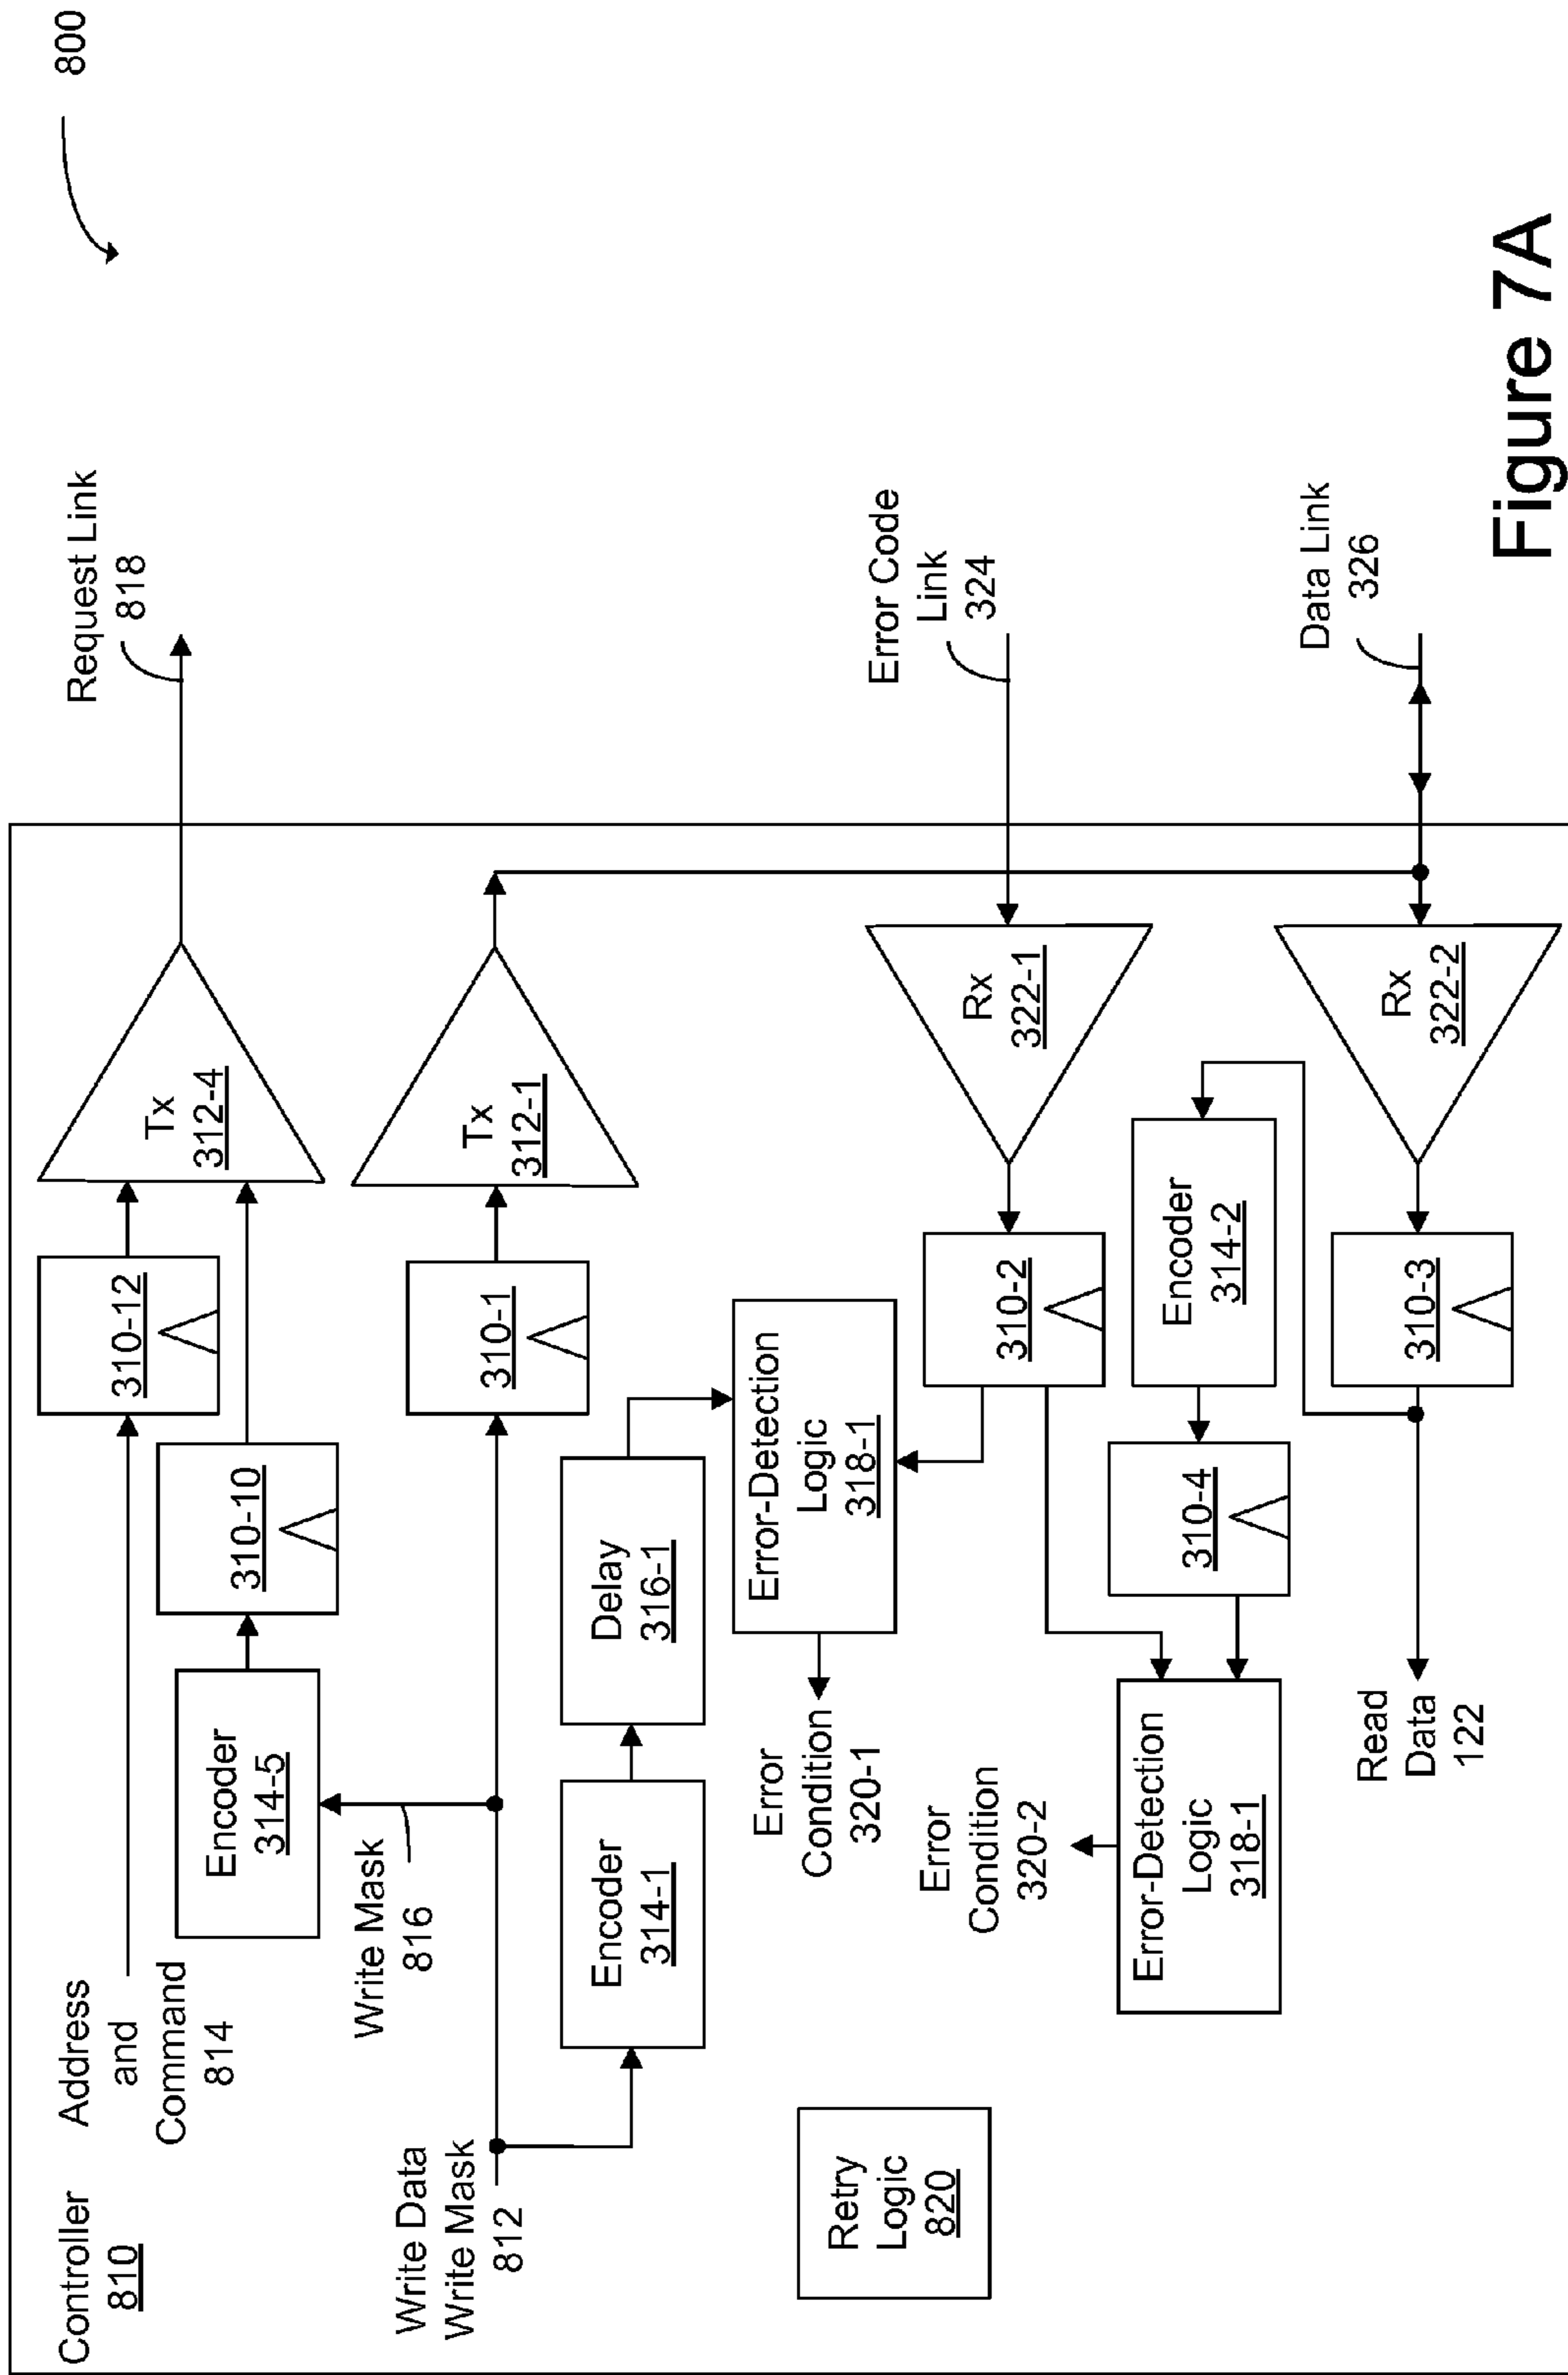 800
Controller
810
Address
and
Command
814
Request Link
818
310-12
Tx
312-4
Encoder
314-5
310-10
Write Mask
816
Write Data
Write Mask
812
310-1
Tx
312-1
Encoder
314-1
Delay
316-1
Retry
Logic
820
Error
Condition
320-1
Error-Detection
Logic
318-1
310-2
Rx
322-1
Error Code
Link
324
Error
Condition
320-2
Error-Detection
Logic
318-1
310-4
Encoder
314-2
Read
Data
122
310-3
Rx
322-2
Data Link
326
Figure 7A